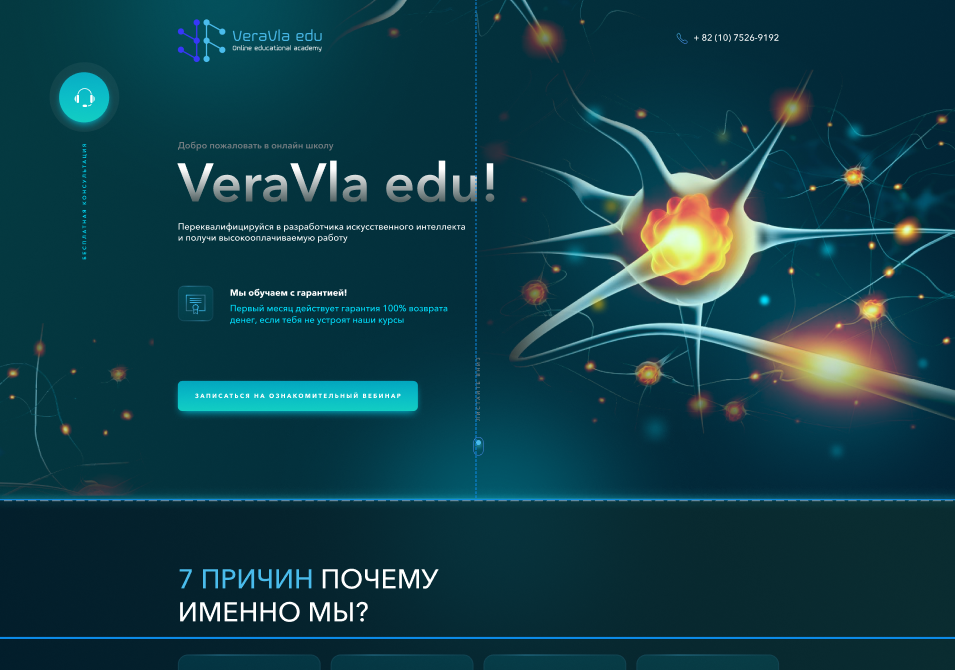 VeraVla edu
Online educational academy
+ 82 (10) 7526-9192
БЕСПЛАТНАЯ КОНСУЛЬТАЦИЯ
Добро пожаловать в онлайн школу
VeraVla edu!
Переквалифицируйся в разработчика искусственного интеллекта
и получи высокооплачиваемую работу
Мы обучаем с гарантией!
Первый месяц действует гарантия 100% возврата
денег, если тебя не устроят наши курсы
ЗАПИСАТЬСЯ НА ОЗНАКОМИТЕЛЬНЫЙ ВЕБИНАР
ЛИСТАЙТЕ ВНИЗ
7 ПРИЧИН ПОЧЕМУ
ИМЕННО МЫ?